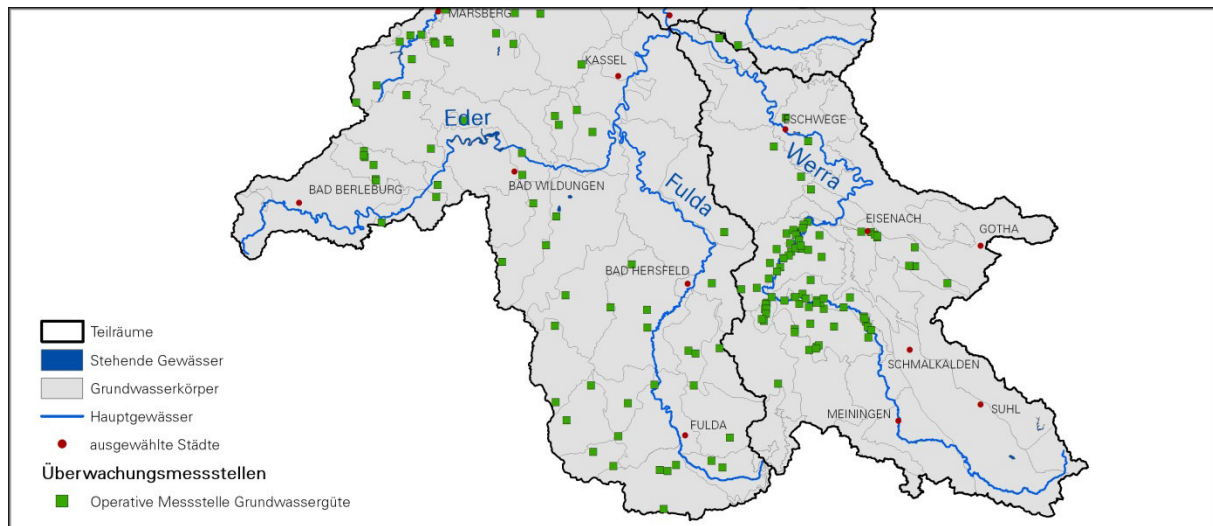 MARSBERG
KASSEL
Eder
ESCHWEGE
Werra
BAD BERLEBURG
BAD WILDUNGEN
Fulda
EISENACH
GOTHA
BAD HERSFELD
Teilräume
Stehende Gewässer
SCHMALKALDEN
Grundwasserkörper
Hauptgewässer
MEININGEN
SUHL
FULDA
ausgewählte Städte
Überwachungsmessstellen
Operative Messstelle Grundwassergüte